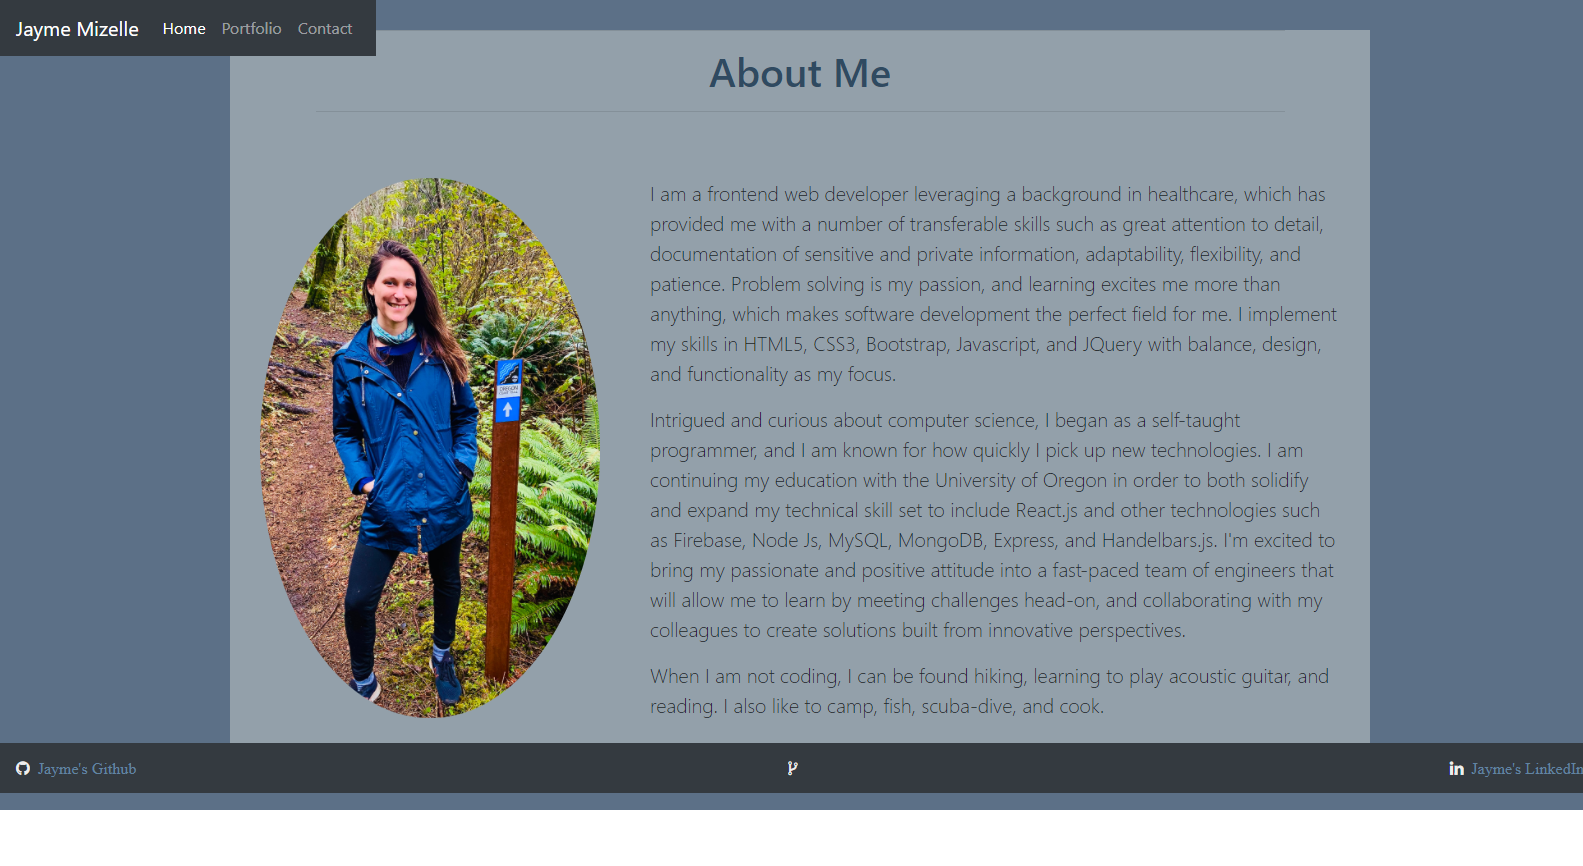 Jayme Mizelle Home Portfolio Contact
About Me
I am a frontend web developer leveraging a background in healthcare, which has
provided me with a number of transferable skills such as great attention to detail,
documentation of sensitive and private information, adaptability, flexibility, and
patience. Problem solving is my passion, and learning excites me more than
anything, which makes software development the perfect field for me. I implement
my skills in HTML5, CSS3, Bootstrap, Javascript, and JQuery with balance, design,
and functionality as my focus.
Intrigued and curious about computer science, I began as a self-taught
programmer, and I am known for how quickly I pick up new technologies. I am
continuing my education with the University of Oregon in order to both solidify
and expand my technical skill set to include React.js and other technologies such
as Firebase, Node Js, MySQL, MongoDB, Express, and Handelbars.js. I'm excited to
bring my passionate and positive attitude into a fast-paced team of engineers that
will allow me to learn by meeting challenges head-on, and collaborating with my
colleagues to create solutions built from innovative perspectives.
When I am not coding, I can be found hiking, learning to play acoustic guitar, and
reading. I also like to camp, fish, scuba-dive, and cook.
OREGON
Jayme's Github
Jayme's LinkedIn